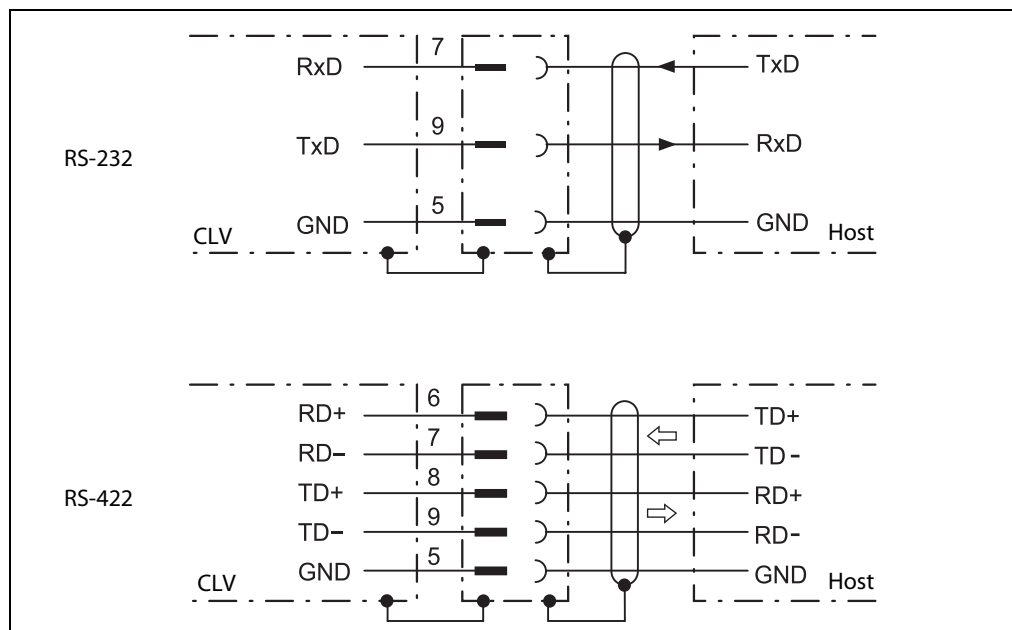 7
RxD TxD
9
RS-232 TxD RxD
5
CLV GND GND Host
6
RD+ TD+
7
RD– TD-
8
RS-422 TD+ RD+
9
TD– RD-
5
CLV GND GND Host